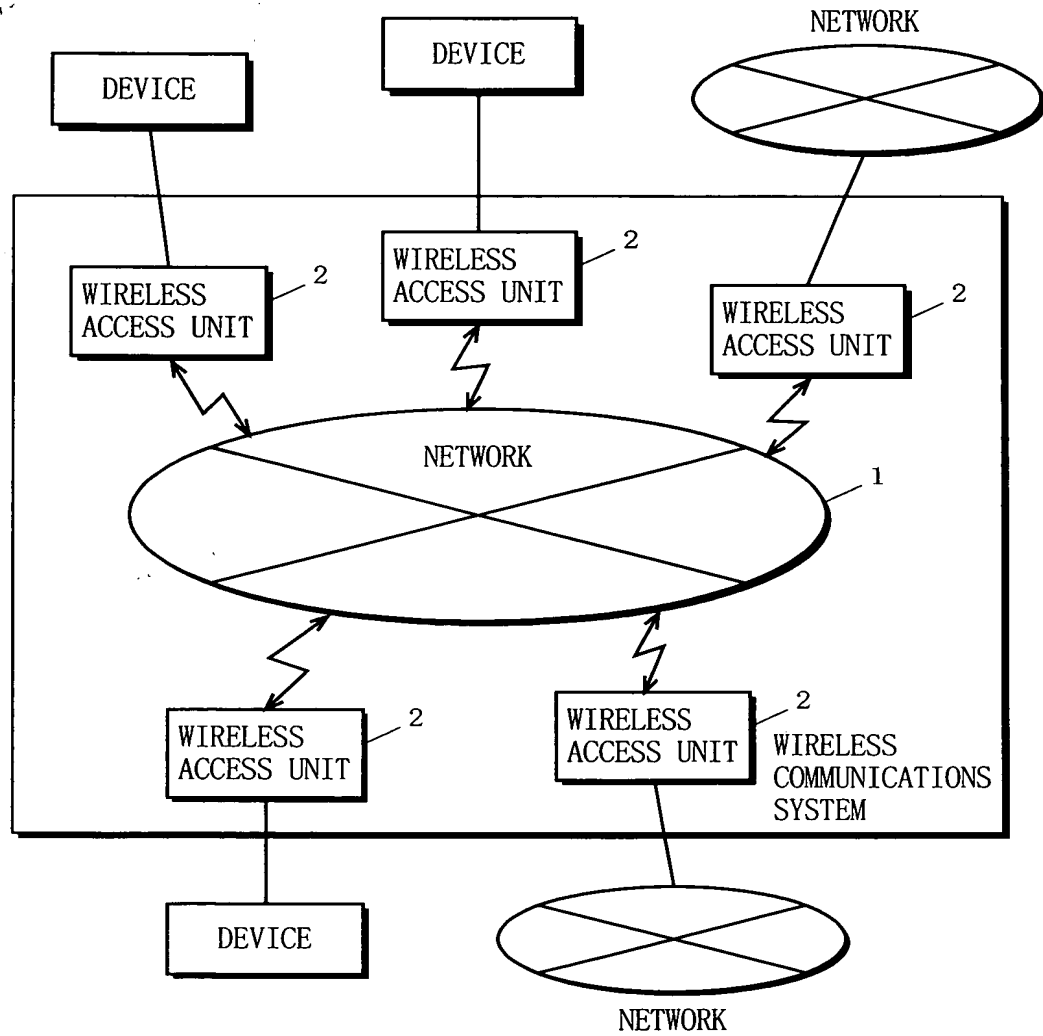 NETWORK
DEVICE
DEVICE
WIRELESS
ACCESS UNIT
2
WIRELESS
ACCESS UNIT
2
WIRELESS
ACCESS UNIT
2
NETWORK
1
WIRELESS
ACCESS UNIT
2
WIRELESS
ACCESS UNIT
2
WIRELESS
COMMUNICATIONS
SYSTEM
DEVICE
NETWORK